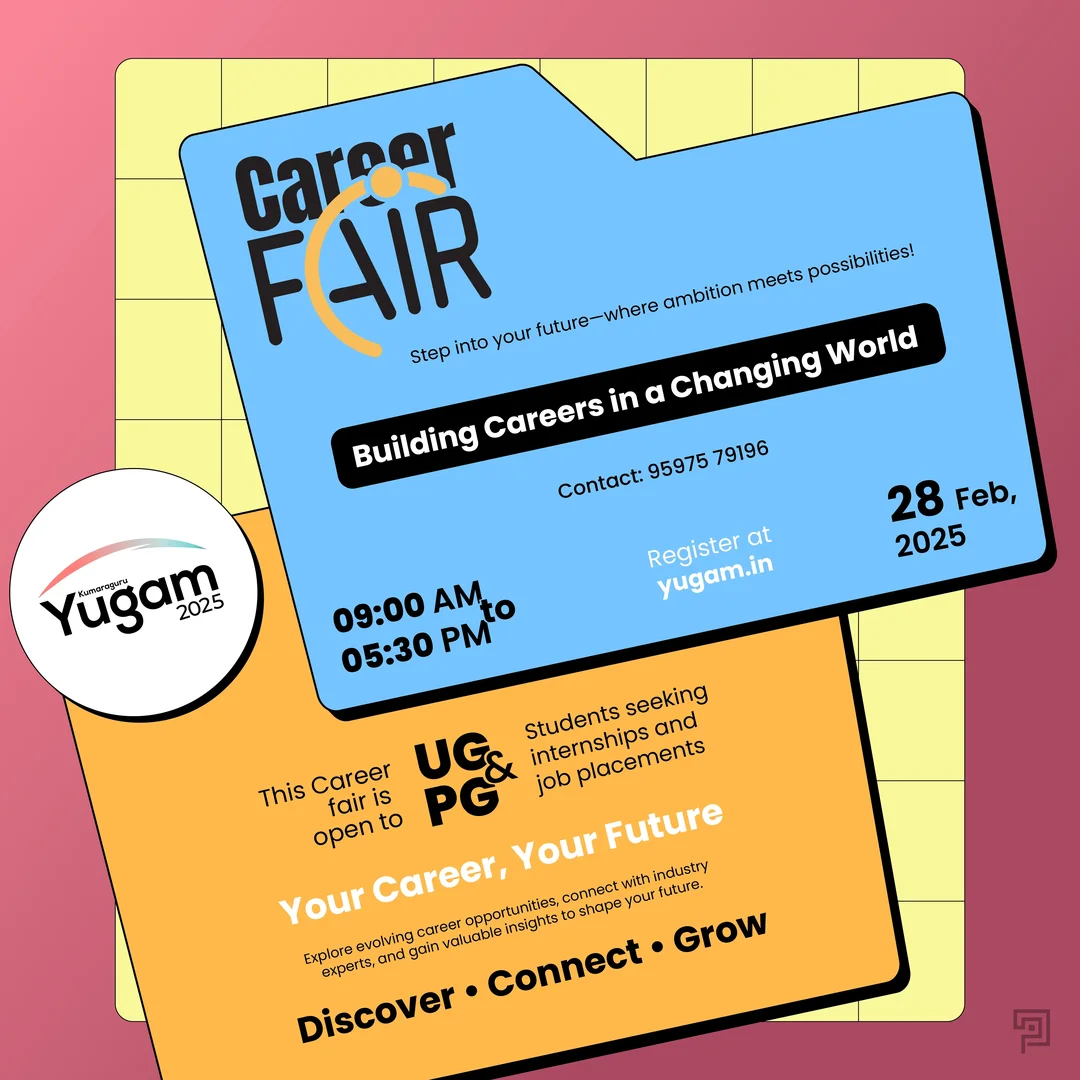 Career
FAIR
Step into your future—where ambition meets possibilities!
Building Careers in a Changing World
Contact: 95975 79196
28 Feb,
2025
Register at
yugam.in
09:00 AM
to
05:30 PM
Kumaraguru
Yugam
2025
This Career
fair is
open to
UG
&
PG
Students seeking
internships and
job placements
Your Career, Your Future
Explore evolving career opportunities, connect with industry
experts, and gain valuable insights to shape your future.
Discover • Connect • Grow